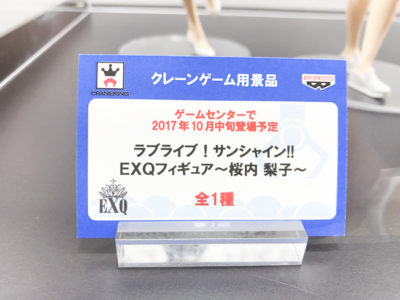 クレーンゲーム用景品
CHANEKING
BANPRESTO
ゲームセンターで
2017年10月中旬登場予定
ラブライブ！サンシャイン!!
EXQフィギュア～桜内 梨子～
EXQ
全1種